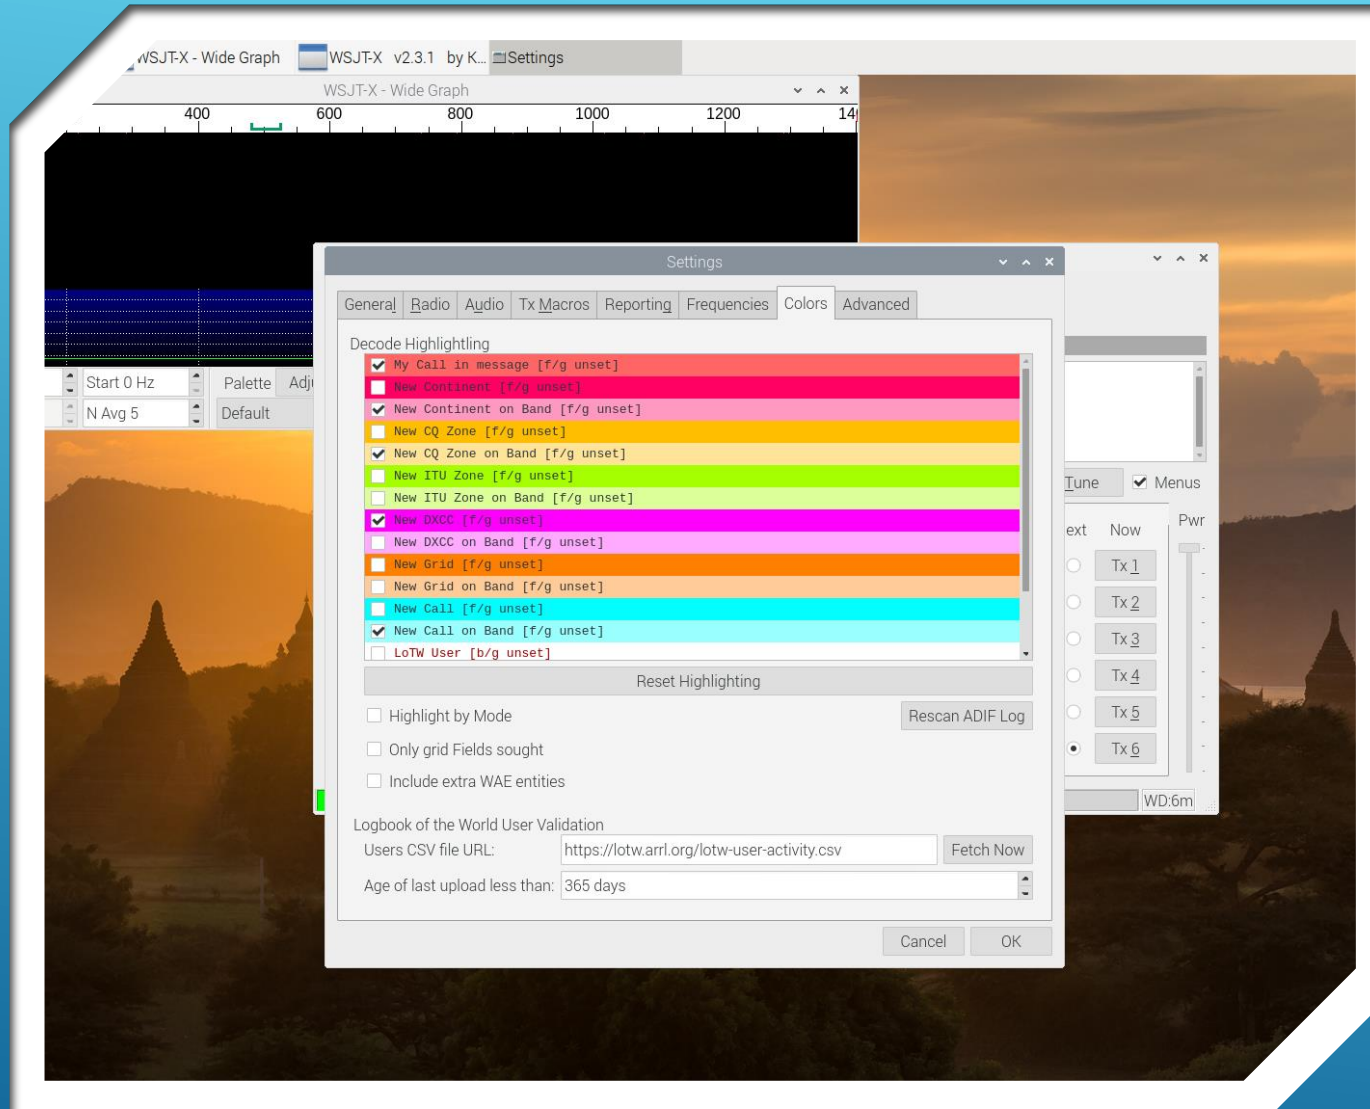 WSJT-X - Wide Graph
WSJT-X v2.3.1 by K...
Settings
WSJT-X - Wide Graph
400 600 800 1000 1200 14
Start 0 Hz
Palette
Adj
N Avg 5
Default
Settings
General Radio Audio Tx Macros Reporting Frequencies Colors Advanced
Decode Highlightling
My Call in message [f/g unset]
New Continent [f/g unset]
New Continent on Band [f/g unset]
New CQ Zone [f/g unset]
New CQ Zone on Band [f/g unset]
New ITU Zone [f/g unset]
New ITU Zone on Band [f/g unset]
New DXCC [f/g unset]
New DXCC on Band [f/g unset]
New Grid [f/g unset]
New Grid on Band [f/g unset]
New Call [f/g unset]
New Call on Band [f/g unset]
LoTW User [b/g unset]
Reset Highlighting
Highlight by Mode
Rescan ADIF Log
Only grid Fields sought
Include extra WAE entities
Logbook of the World User Validation
Users CSV file URL: https://lotw.arrl.org/lotw-user-activity.csv Fetch Now
Age of last upload less than: 365 days
Cancel OK
Tune Menus
ext Now Pwr
Tx 1
Tx 2
Tx 3
Tx 4
Tx 5
Tx 6
WD:6m